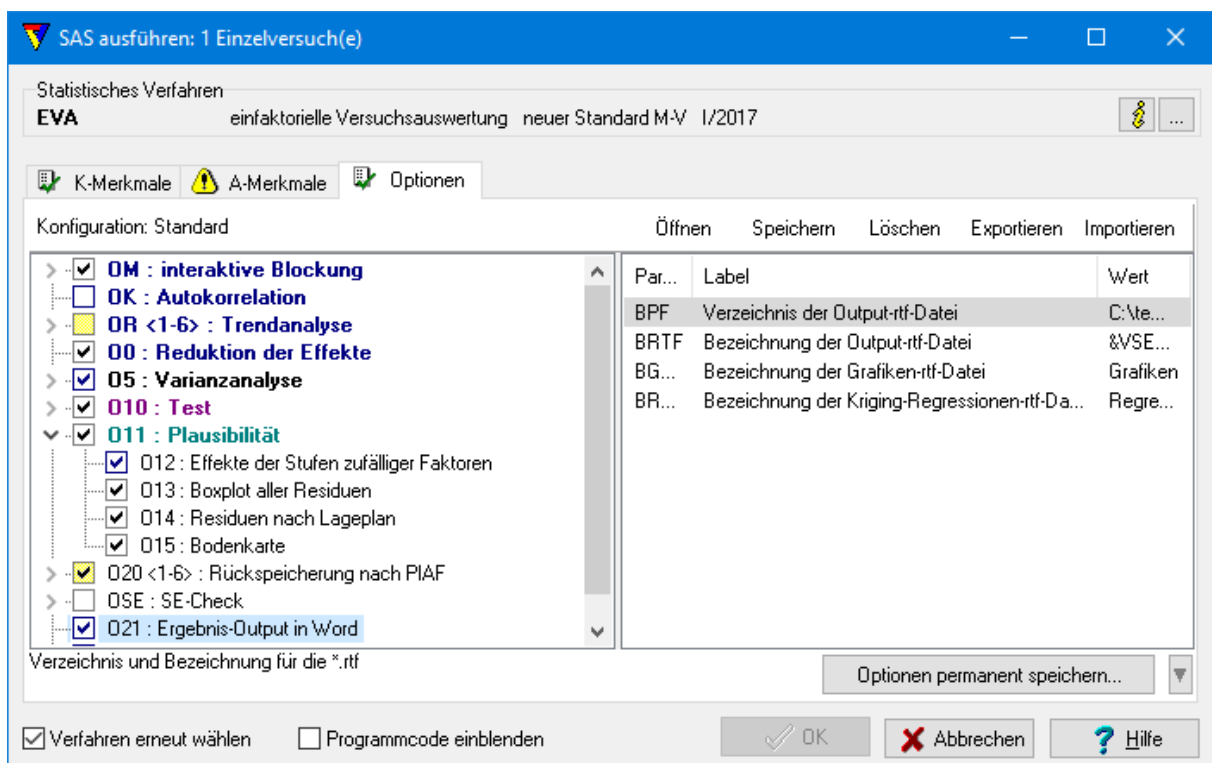 SAS ausführen: 1 Einzelversuch(e)
Statistisches Verfahren
EVA einfaktorielle Versuchsauswertung neuer Standard M-V I/2017
...
K-Merkmale A-Merkmale Optionen
Konfiguration: Standard Öffnen Speichern Löschen Exportieren Importieren
OM : interaktive Blockung
OK : Autokorrelation
OR <1-6> : Trendanalyse
O0 : Reduktion der Effekte
O5 : Varianzanalyse
O10 : Test
O11 : Plausibilität
O12 : Effekte der Stufen zufälliger Faktoren
O13 : Boxplot aller Residuen
O14 : Residuen nach Lageplan
O15 : Bodenkarte
O20 <1-6> : Rückspeicherung nach PIAF
OSE : SE-Check
O21 : Ergebnis-Output in Word
Par... Label Wert
BPF Verzeichnis der Output-rtf-Datei C:\te...
BRTF Bezeichnung der Output-rtf-Datei &VSE...
BG... Bezeichnung der Grafiken-rtf-Datei Grafiken
BR... Bezeichnung der Kriging-Regressionen-rtf-Da... Regre...
Verzeichnis und Bezeichnung für die *.rtf
Optionen permanent speichern...
Verfahren erneut wählen Programmcode einblenden OK Abbrechen Hilfe